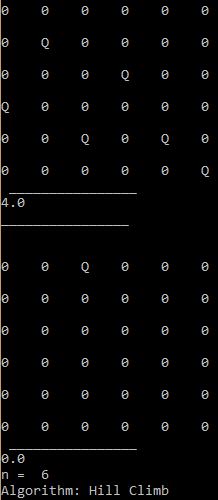 0 0 0 0 0 0
0 Q 0 0 0 0
0 0 0 Q 0 0
Q 0 0 0 0 0
0 0 Q 0 Q 0
0 0 0 0 0 Q
________________
4.0
________________
0 0 Q 0 0 0
0 0 0 0 0 0
0 0 0 0 0 0
0 0 0 0 0 0
0 0 0 0 0 0
0 0 0 0 0 0
________________
0.0
n =  6
Algorithm: Hill Climb